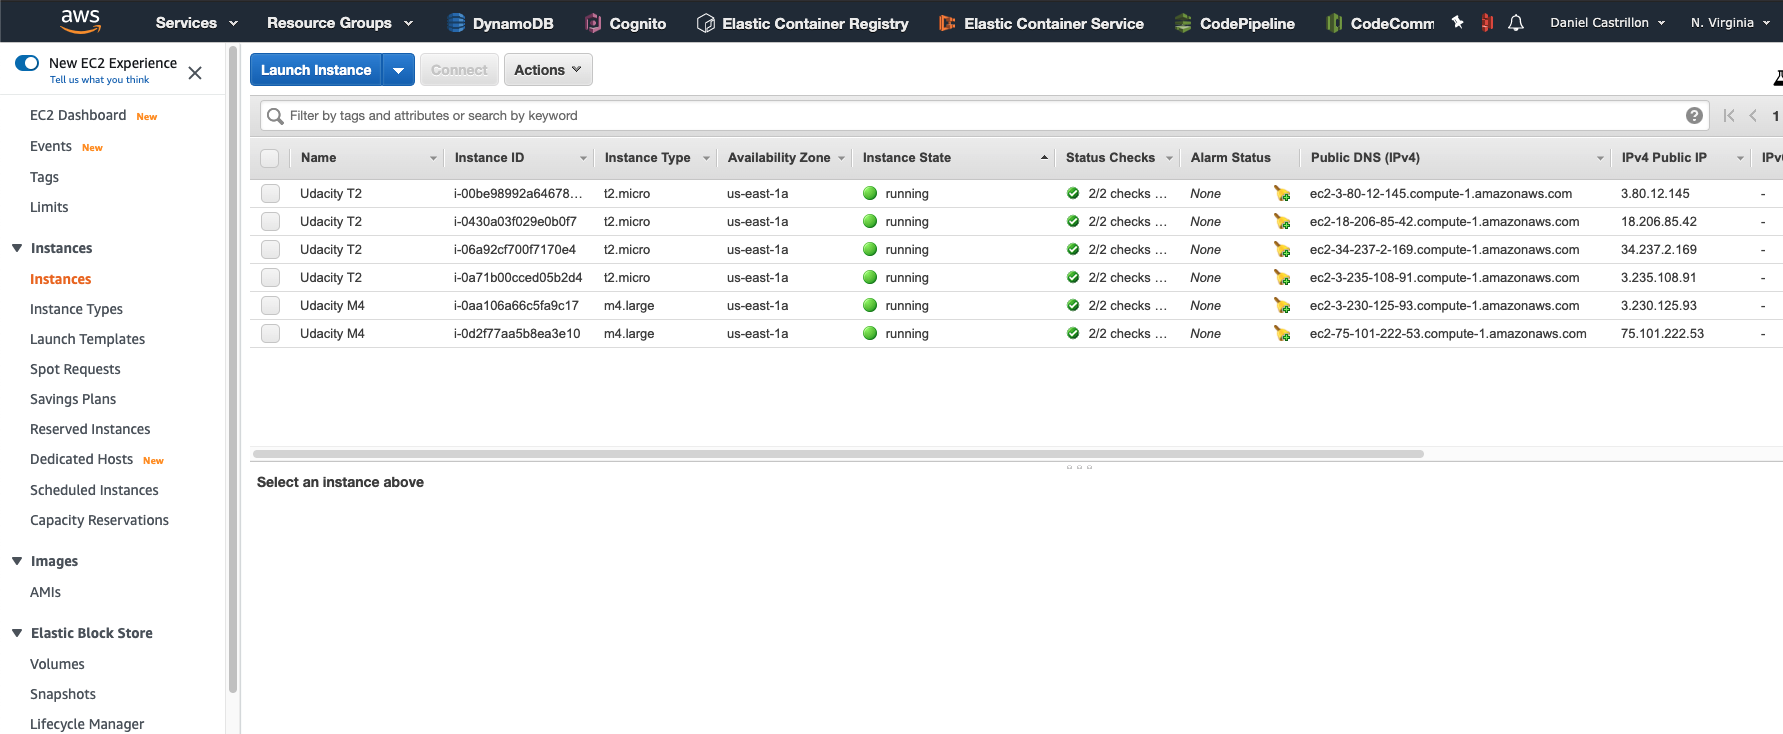 aws Services Resource Groups DynamoDB Cognito Elastic Container Registry Elastic Container Service CodePipeline CodeComm Daniel Castrillon N. Virginia
New EC2 Experience
Tell us what you think
EC2 Dashboard New
Events New
Tags
Limits
Instances
Instances
Instance Types
Launch Templates
Spot Requests
Savings Plans
Reserved Instances
Dedicated Hosts New
Scheduled Instances
Capacity Reservations
Images
AMIs
Elastic Block Store
Volumes
Snapshots
Lifecycle Manager
Launch Instance Connect Actions
Filter by tags and attributes or search by keyword ? 1
Name Instance ID Instance Type Availability Zone Instance State Status Checks Alarm Status Public DNS (IPv4) IPv4 Public IP IPv
Udacity T2 i-00be98992a64678... t2.micro us-east-1a running 2/2 checks ... None ec2-3-80-12-145.compute-1.amazonaws.com 3.80.12.145 -
Udacity T2 i-0430a03f029e0b0f7 t2.micro us-east-1a running 2/2 checks ... None ec2-18-206-85-42.compute-1.amazonaws.com 18.206.85.42 -
Udacity T2 i-06a92cf700f7170e4 t2.micro us-east-1a running 2/2 checks ... None ec2-34-237-2-169.compute-1.amazonaws.com 34.237.2.169 -
Udacity T2 i-0a71b00cced05b2d4 t2.micro us-east-1a running 2/2 checks ... None ec2-3-235-108-91.compute-1.amazonaws.com 3.235.108.91 -
Udacity M4 i-0aa106a66c5fa9c17 m4.large us-east-1a running 2/2 checks ... None ec2-3-230-125-93.compute-1.amazonaws.com 3.230.125.93 -
Udacity M4 i-0d2f77aa5b8ea3e10 m4.large us-east-1a running 2/2 checks ... None ec2-75-101-222-53.compute-1.amazonaws.com 75.101.222.53 -
Select an instance above